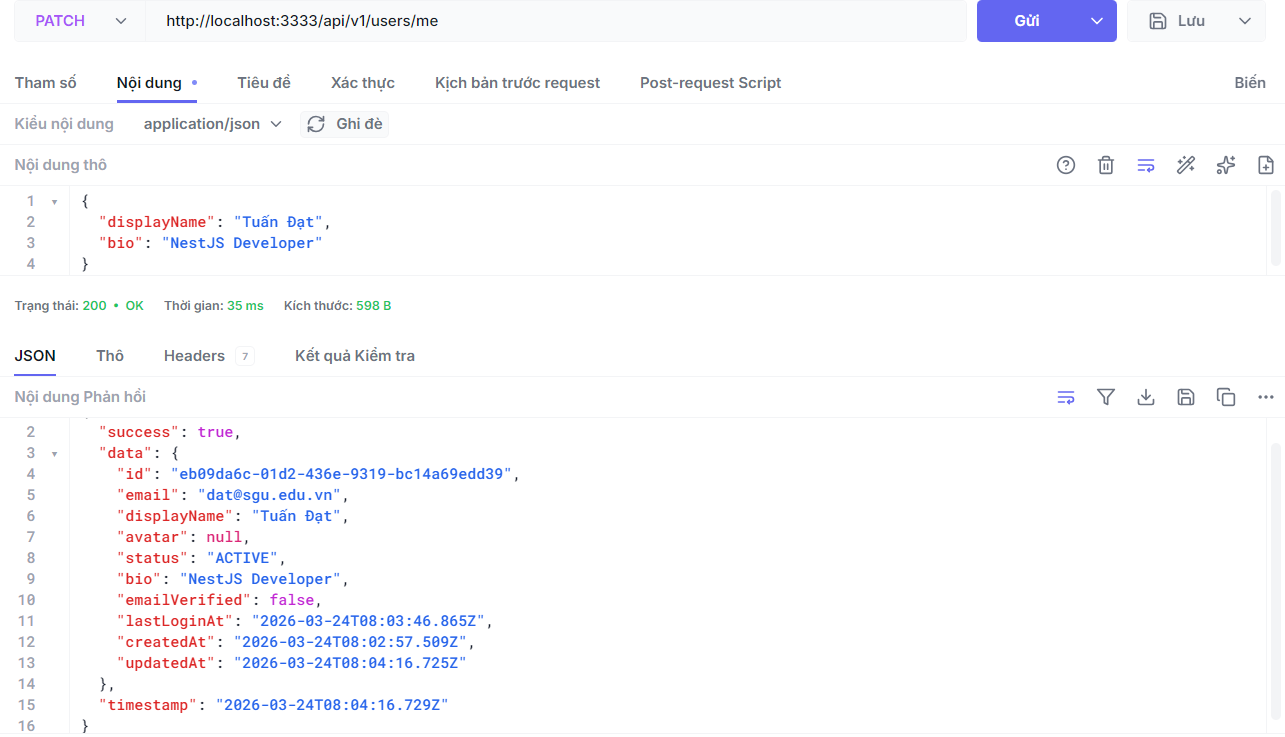 PATCH http://localhost:3333/api/v1/users/me Gửi Lưu
Tham số Nội dung Tiêu đề Xác thực Kịch bản trước request Post-request Script Biến
Kiểu nội dung application/json Ghi đè
Nội dung thô
1 {
2 "displayName": "Tuấn Đạt",
3 "bio": "NestJS Developer"
4 }
Trạng thái: 200 • OK Thời gian: 35 ms Kích thước: 598 B
JSON Thô Headers 7 Kết quả Kiểm tra
Nội dung Phản hồi
2 "success": true,
3 "data": {
4 "id": "eb09da6c-01d2-436e-9319-bc14a69edd39",
5 "email": "dat@sgu.edu.vn",
6 "displayName": "Tuấn Đạt",
7 "avatar": null,
8 "status": "ACTIVE",
9 "bio": "NestJS Developer",
10 "emailVerified": false,
11 "lastLoginAt": "2026-03-24T08:03:46.865Z",
12 "createdAt": "2026-03-24T08:02:57.509Z",
13 "updatedAt": "2026-03-24T08:04:16.725Z"
14 },
15 "timestamp": "2026-03-24T08:04:16.729Z"
16 }